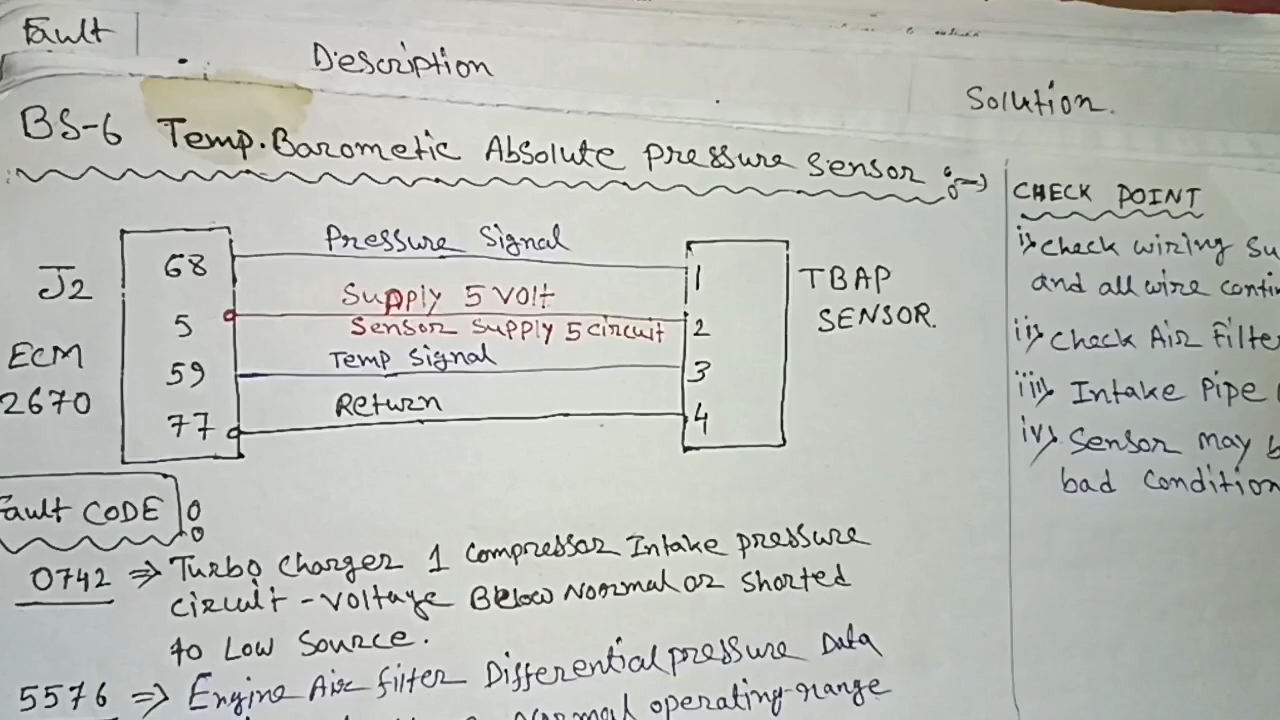 Fault
Description
Solution.
BS-6 Temp. Barometic Absolute Pressure Sensor :→
J2
ECM
2670
68
5
59
77
Pressure Signal
Supply 5 Volt
Sensor Supply 5 circuit
Temp Signal
Return
1
2
3
4
TBAP
SENSOR.
CHECK POINT
i> Check wiring
and all wire
ii> Check Air Filter
iii> Intake Pipe
iv> Sensor may
bad Condition
Fault CODE :
0742 ⇒ Turbo Charger 1 Compressor Intake pressure
circuit - Voltage Below Normal or Shorted
to Low Source.
5576 ⇒ Engine Air filter Differential pressure Data
normal operating range